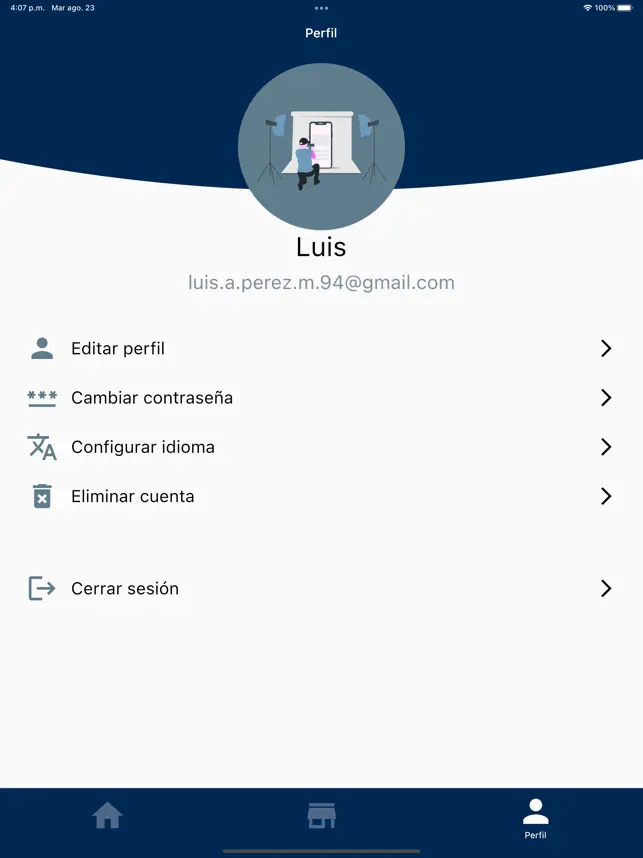 4:07 p.m. Mar ago. 23
100%
Perfil
Luis
luis.a.perez.m.94@gmail.com
Editar perfil
Cambiar contraseña
Configurar idioma
Eliminar cuenta
Cerrar sesión
Perfil